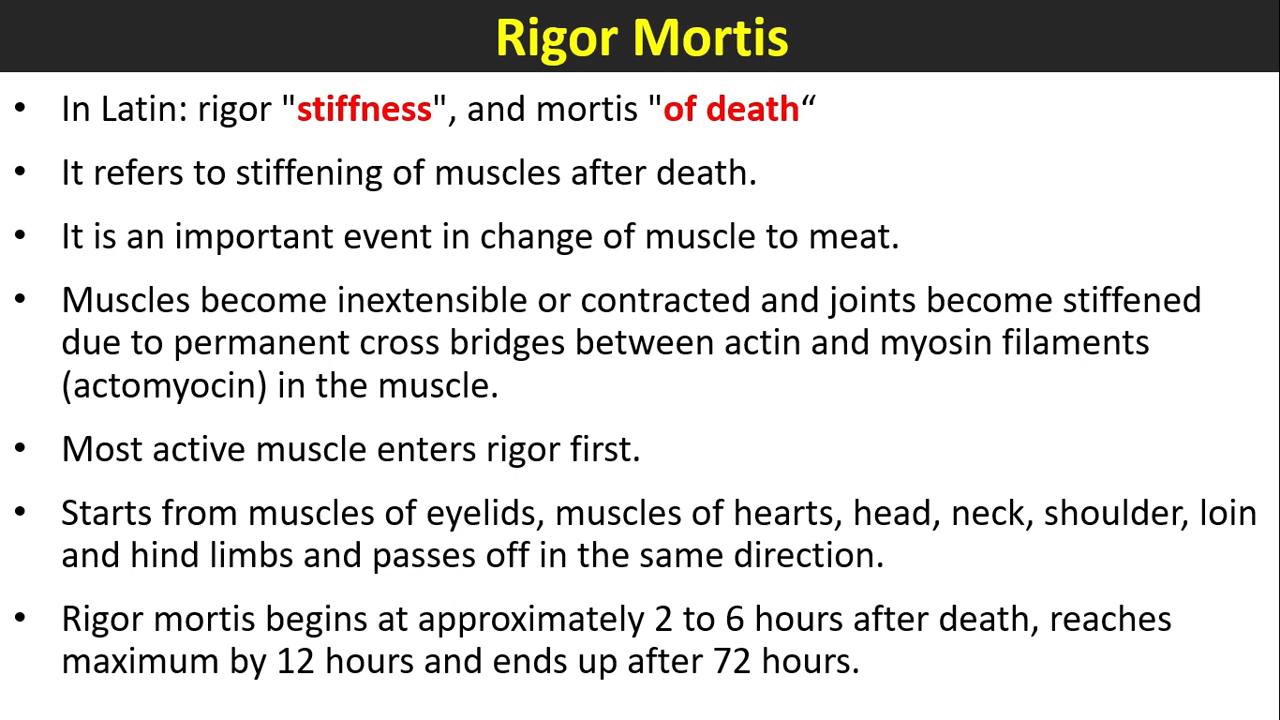 Rigor Mortis
• In Latin: rigor "stiffness", and mortis "of death“
• It refers to stiffening of muscles after death.
• It is an important event in change of muscle to meat.
• Muscles become inextensible or contracted and joints become stiffened
due to permanent cross bridges between actin and myosin filaments
(actomyocin) in the muscle.
• Most active muscle enters rigor first.
• Starts from muscles of eyelids, muscles of hearts, head, neck, shoulder, loin
and hind limbs and passes off in the same direction.
• Rigor mortis begins at approximately 2 to 6 hours after death, reaches
maximum by 12 hours and ends up after 72 hours.